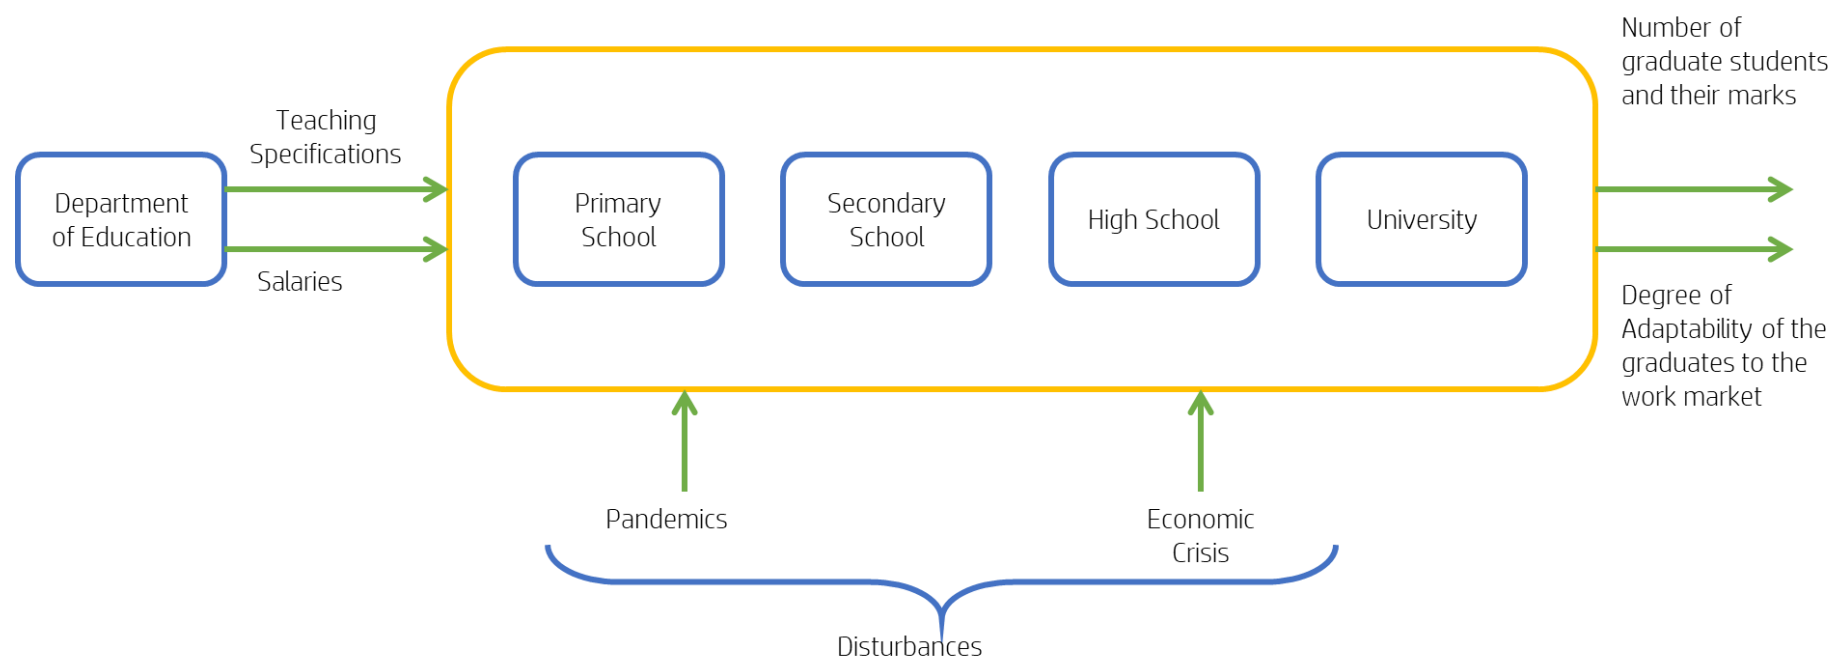 Number of
graduate students
and their marks
Teaching
Specifications
Department
of Education
Salaries
Primary
School
Secondary
School
High School
University
Degree of
Adaptability of the
graduates to the
work market
Pandemics
Economic
Crisis
Disturbances